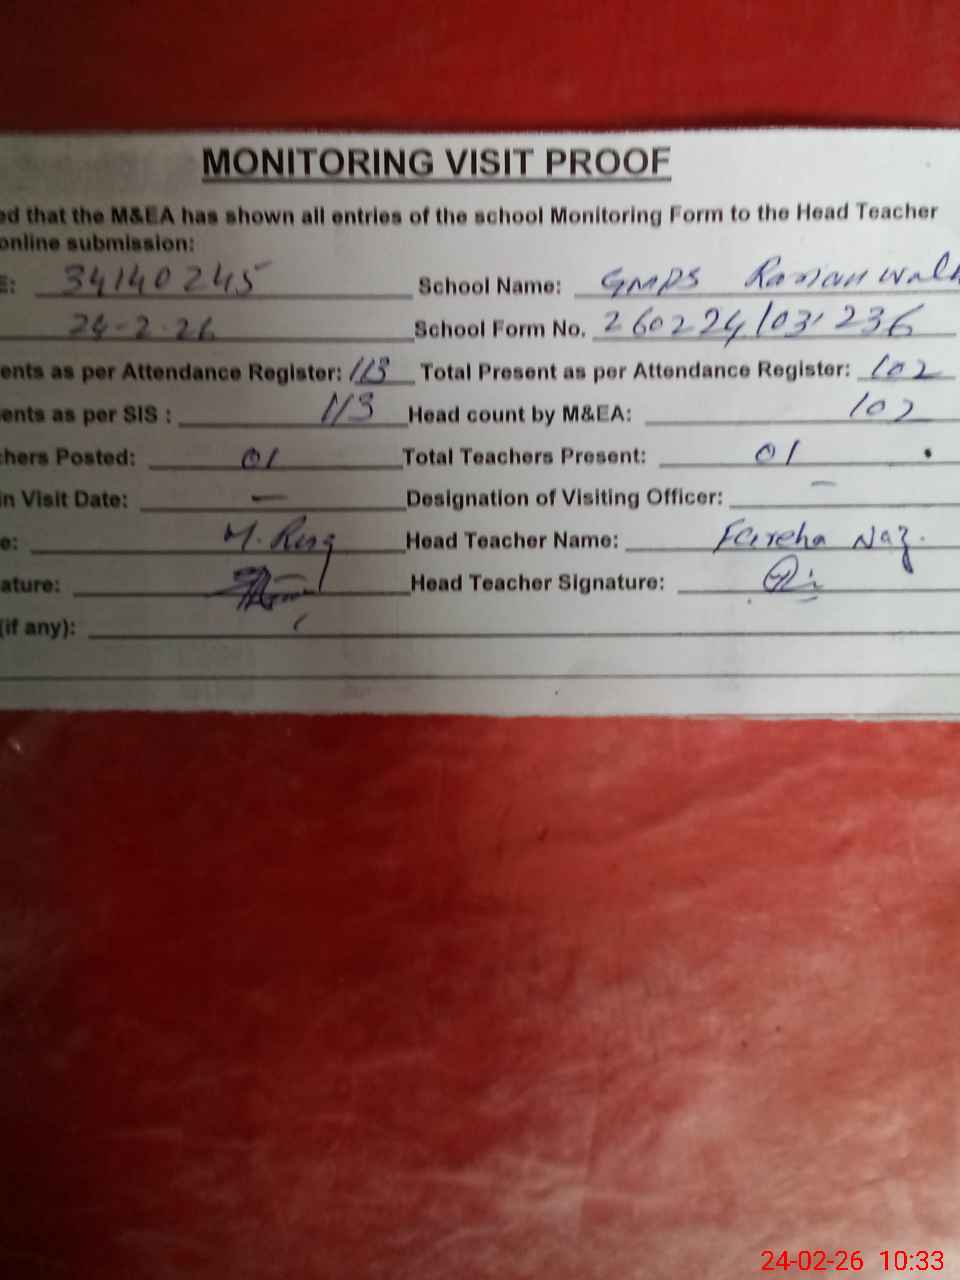 MONITORING VISIT PROOF
ed that the M&EA has shown all entries of the school Monitoring Form to the Head Teacher
online submission:
E: 34140245 School Name: GMPS
24-2-26 School Form No. 260224/03/236
ents as per Attendance Register: 113 Total Present as per Attendance Register: 102
ents as per SIS : 113 Head count by M&EA: 102
hers Posted: 01 Total Teachers Present: 01
in Visit Date: — Designation of Visiting Officer: —
e: M. Head Teacher Name: Fareha Naz.
ature: Head Teacher Signature:
(if any):
24-02-26 10:33